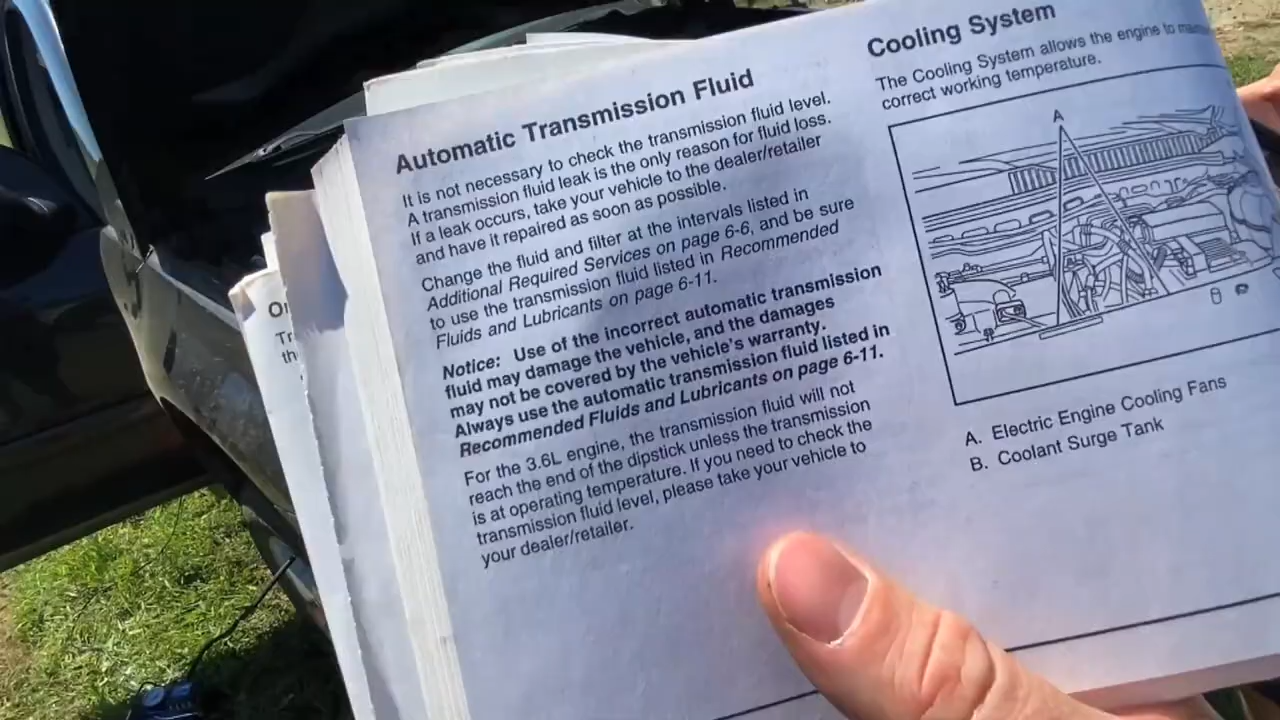 Automatic Transmission Fluid
It is not necessary to check the transmission fluid level.
A transmission fluid leak is the only reason for fluid loss.
If a leak occurs, take your vehicle to the dealer/retailer
and have it repaired as soon as possible.
Change the fluid and filter at the intervals listed in
Additional Required Services on page 6-6, and be sure
to use the transmission fluid listed in Recommended
Fluids and Lubricants on page 6-11.
Notice: Use of the incorrect automatic transmission
fluid may damage the vehicle, and the damages
may not be covered by the vehicle's warranty.
Always use the automatic transmission fluid listed in
Recommended Fluids and Lubricants on page 6-11.
For the 3.6L engine, the transmission fluid will not
reach the end of the dipstick unless the transmission
is at operating temperature. If you need to check the
transmission fluid level, please take your vehicle to
your dealer/retailer.
Cooling System
The Cooling System allows the engine to
correct working temperature.
A
A. Electric Engine Cooling Fans
B. Coolant Surge Tank